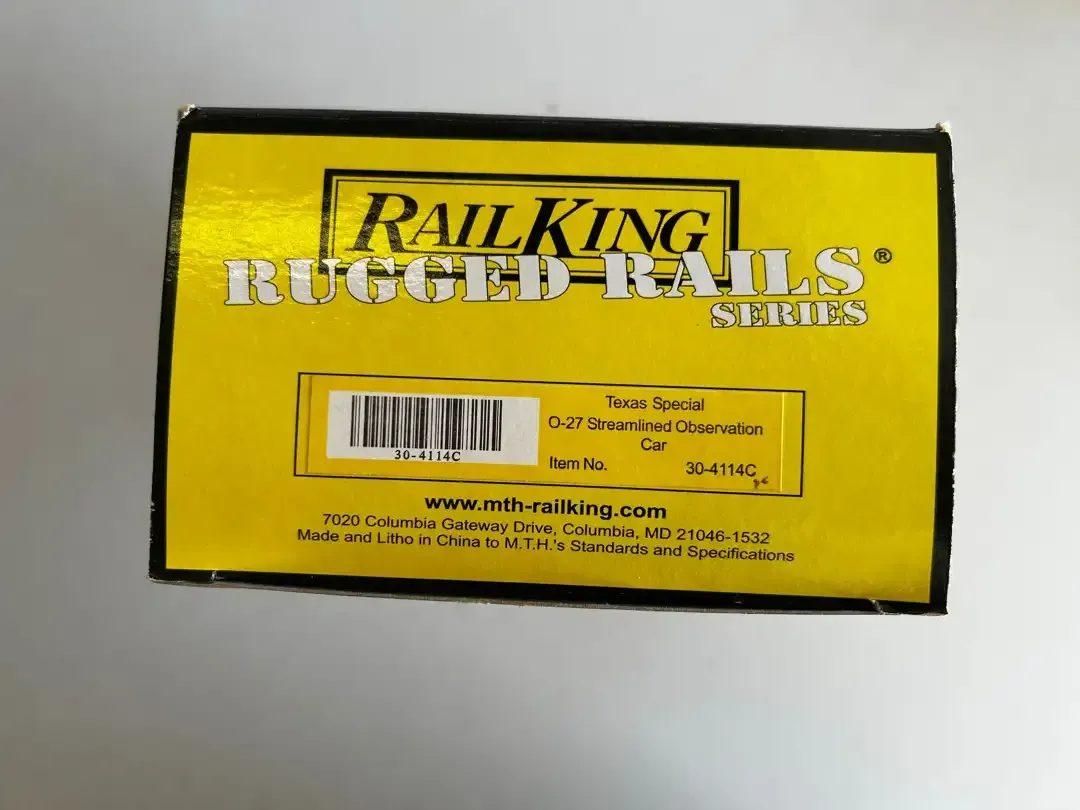 RAILKING
RUGGED RAILS ®
SERIES
Texas Special
O-27 Streamlined Observation
Car
30-4114C
Item No. 30-4114C
www.mth-railking.com
7020 Columbia Gateway Drive, Columbia, MD 21046-1532
Made and Litho in China to M.T.H.'s Standards and Specifications